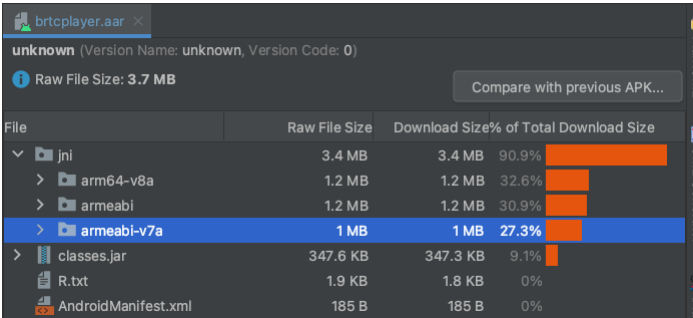 brtcplayer.aar
unknown (Version Name: unknown, Version Code: 0)
Raw File Size: 3.7 MB
Compare with previous APK...
File Raw File Size Download Size% of Total Download Size
jni 3.4 MB 3.4 MB 90.9%
arm64-v8a 1.2 MB 1.2 MB 32.6%
armeabi 1.2 MB 1.2 MB 30.9%
armeabi-v7a 1 MB 1 MB 27.3%
classes.jar 347.6 KB 347.3 KB 9.1%
R.txt 1.9 KB 1.8 KB 0%
AndroidManifest.xml 185 B 185 B 0%